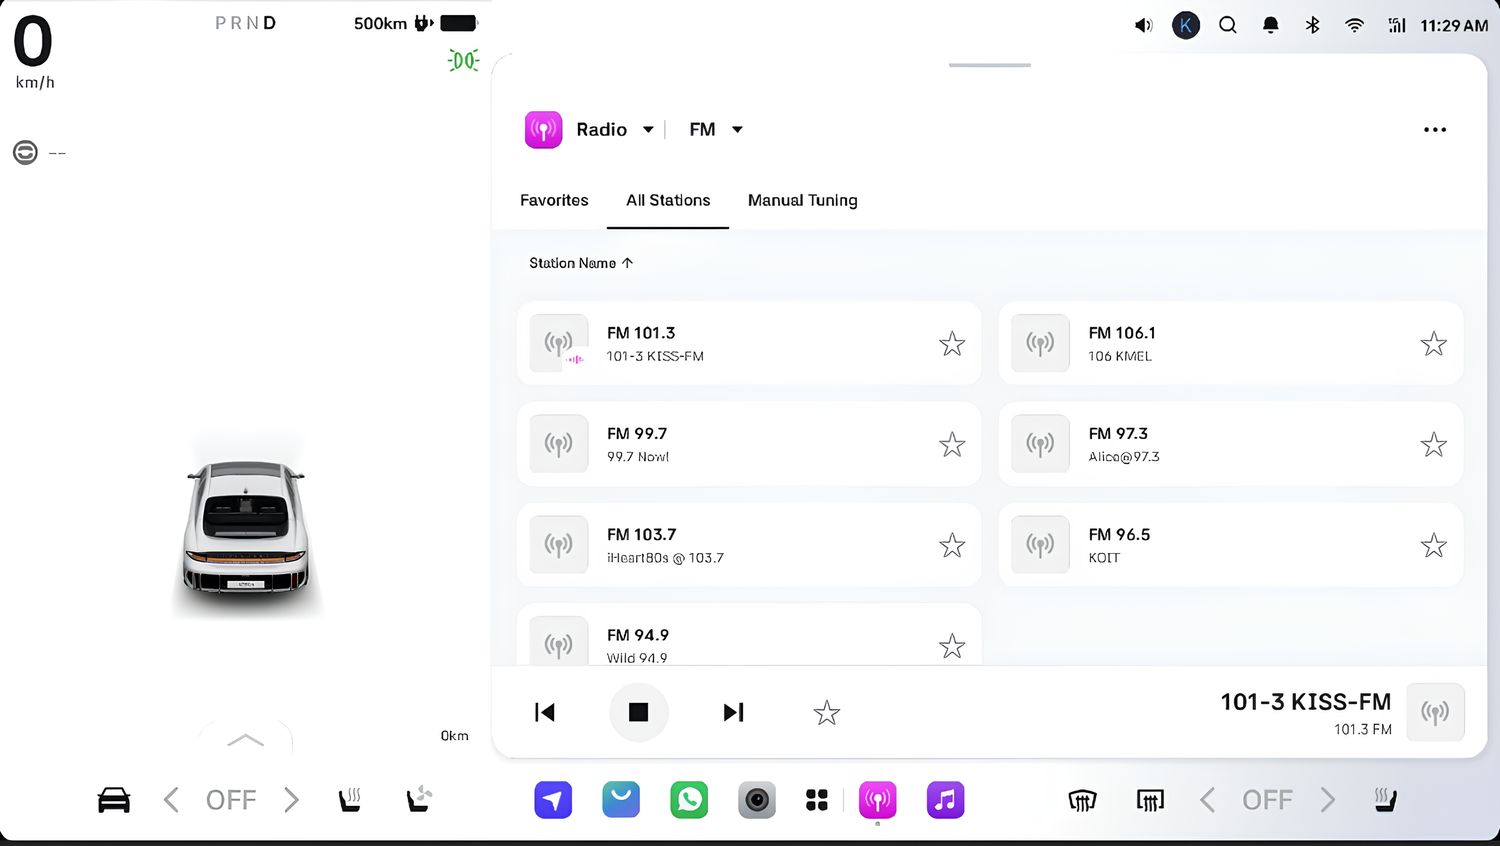 0
km/h
PRND
500km
K
11:29 AM
--
Radio
FM
Favorites
All Stations
Manual Tuning
Station Name ↑
FM 101.3
101-3 KISS-FM
FM 106.1
106 KMEL
FM 99.7
99.7 Now!
FM 97.3
Alice@97.3
FM 103.7
iHeart80s @ 103.7
FM 96.5
KOIT
FM 94.9
Wild 94.9
101-3 KISS-FM
101.3 FM
0km
OFF
OFF